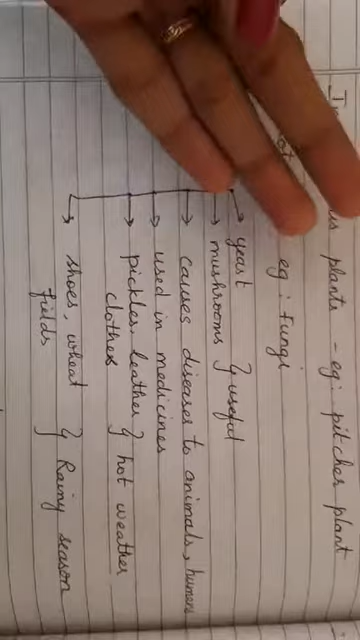 us plants - eg: pitcher plant
eg: fungi
yeast
mushrooms } useful
causes diseases to animals, humans
used in medicines
pickles, leather } hot weather
clothes
shoes, wheat } Rainy season
fields